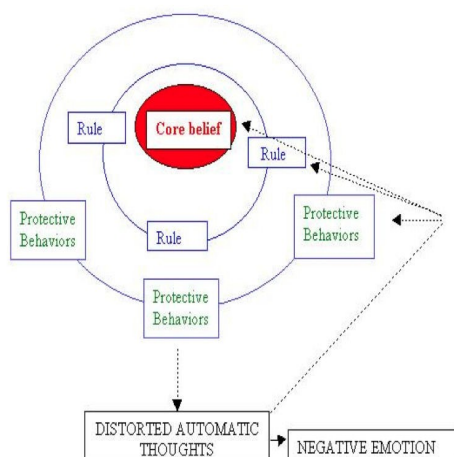 Core belief
Rule
Rule
Protective
Behaviors
Protective
Behaviors
Rule
Protective
Behaviors
DISTORTED AUTOMATIC
THOUGHTS
NEGATIVE EMOTION